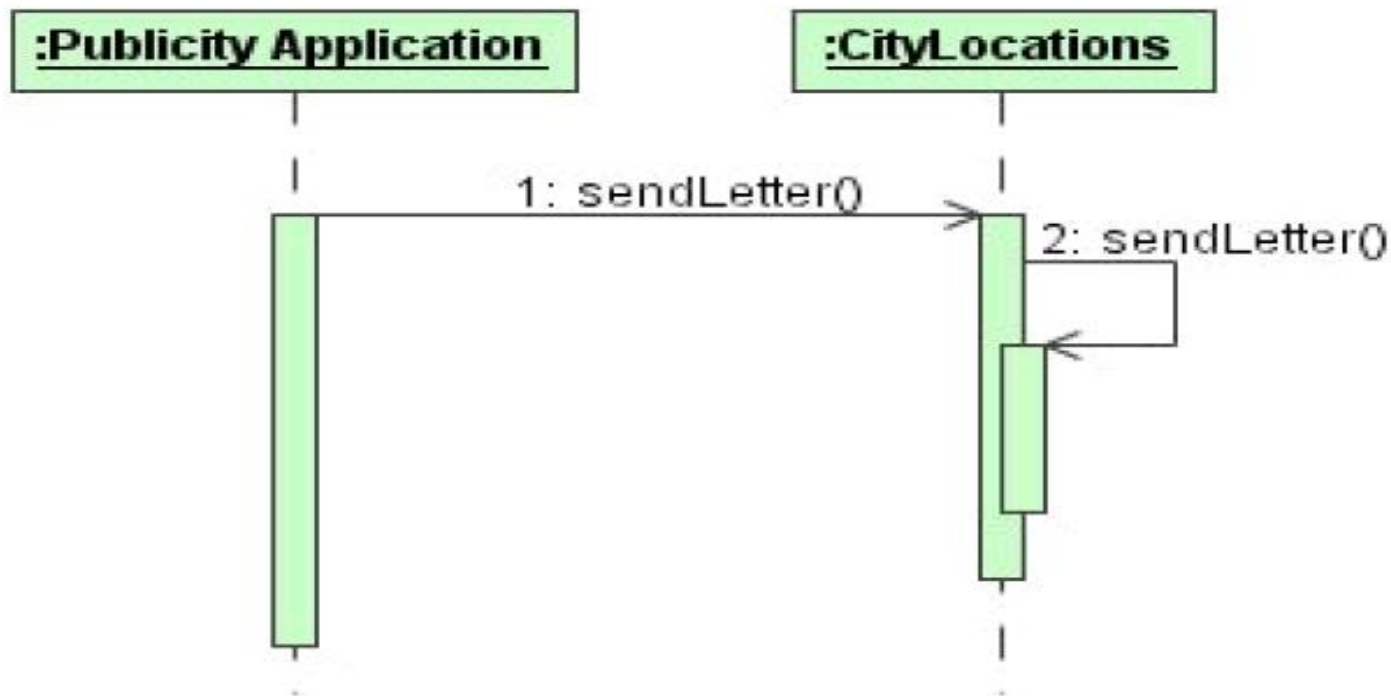 :Publicity Application
:CityLocations
1: sendLetter()
2: sendLetter()